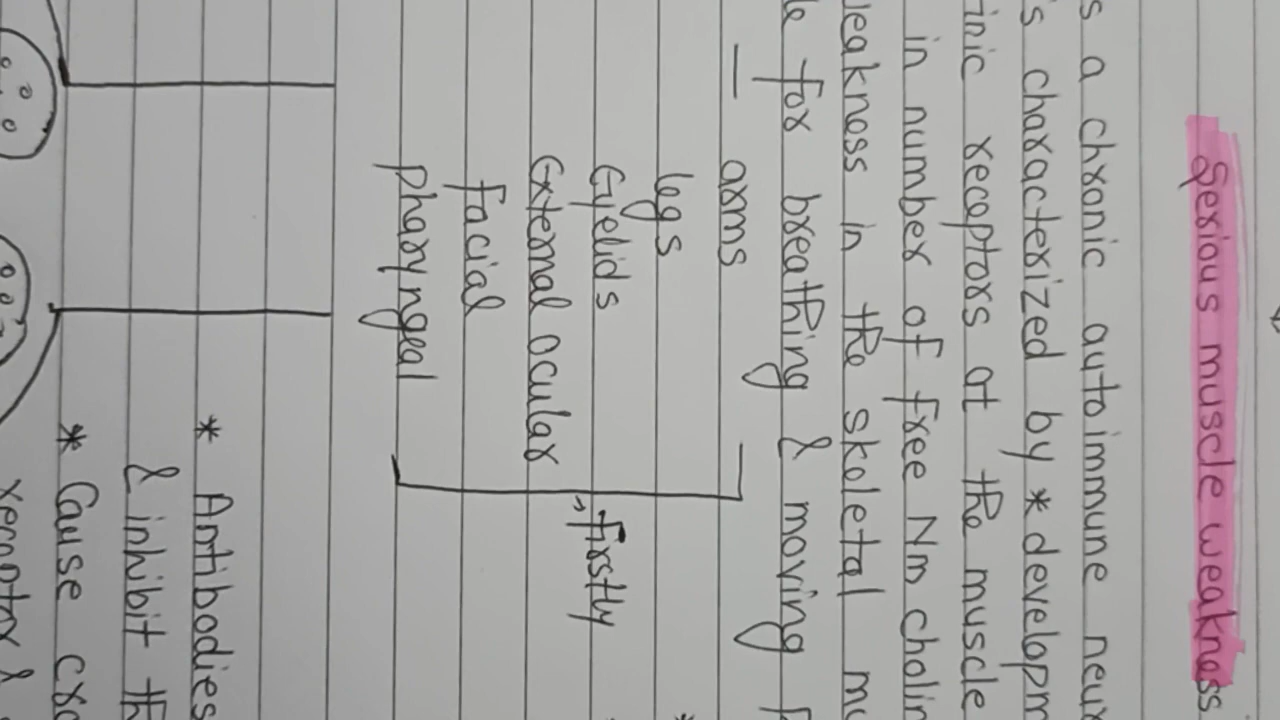 Serious muscle weakness
s a chronic autoimmune
is characterized by * developm
inic receptors at the muscle
in number of free Nm cholin
eakness in the skeletal
le for breathing & moving
— arms
legs
Eyelids
External ocular
facial
Pharyngeal
, firstly
* Antibodies
& inhibit th
* Cause